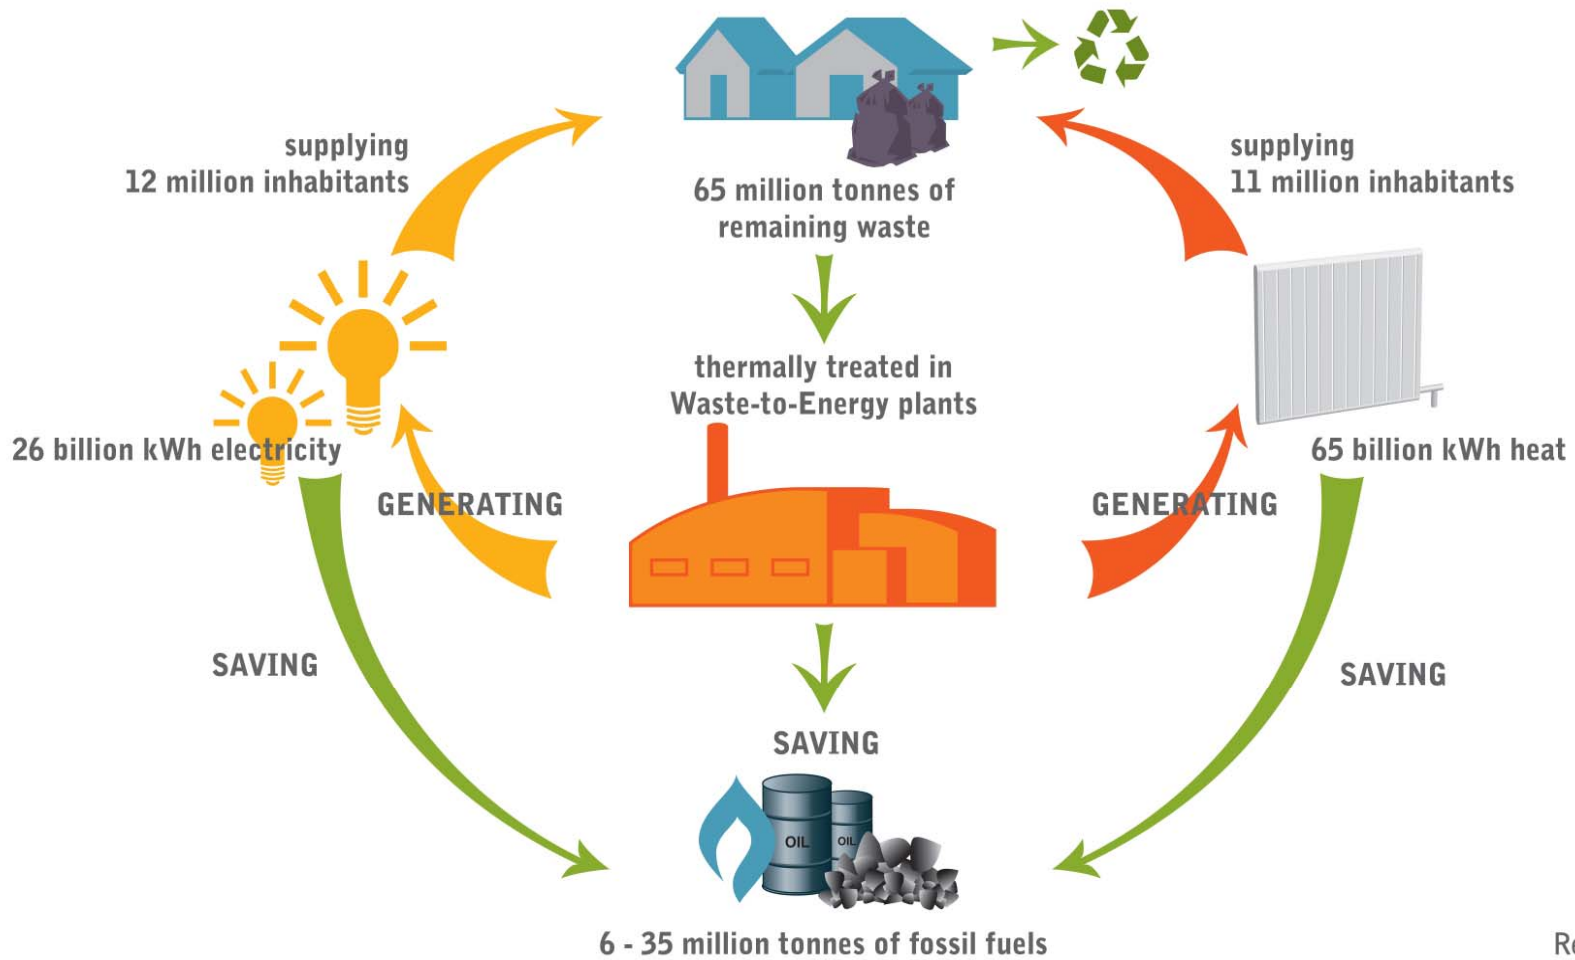 supplying
12 million inhabitants
65 million tonnes of
remaining waste
supplying
11 million inhabitants
thermally treated in
Waste-to-Energy plants
26 billion kWh electricity
65 billion kWh heat
GENERATING
GENERATING
SAVING
SAVING
SAVING
OIL
OIL
6 - 35 million tonnes of fossil fuels